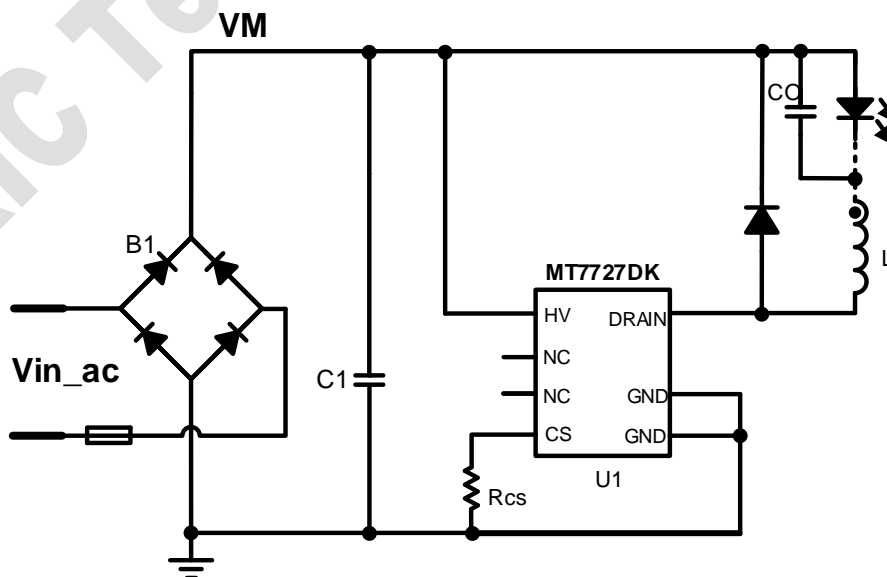 VM
CO
B1
L
MT7727DK
HV
DRAIN
NC
Vin_ac
C1
NC
GND
CS
GND
U1
Rcs